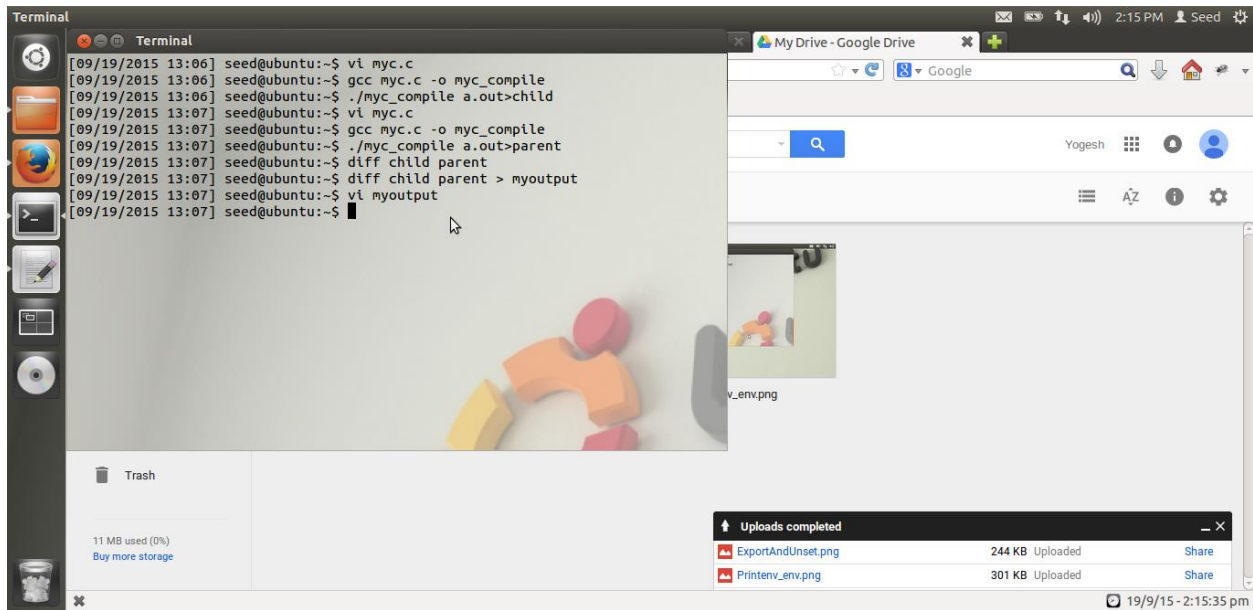 Terminal
2:15 PM Seed
Terminal
My Drive - Google Drive
Google
[09/19/2015 13:06] seed@ubuntu:~$ vi myc.c
[09/19/2015 13:06] seed@ubuntu:~$ gcc myc.c -o myc_compile
[09/19/2015 13:06] seed@ubuntu:~$ ./myc_compile a.out>child
[09/19/2015 13:07] seed@ubuntu:~$ vi myc.c
[09/19/2015 13:07] seed@ubuntu:~$ gcc myc.c -o myc_compile
[09/19/2015 13:07] seed@ubuntu:~$ ./myc_compile a.out>parent
[09/19/2015 13:07] seed@ubuntu:~$ diff child parent
[09/19/2015 13:07] seed@ubuntu:~$ diff child parent > myoutput
[09/19/2015 13:07] seed@ubuntu:~$ vi myoutput
[09/19/2015 13:07] seed@ubuntu:~$
Yogesh
AZ
v_env.png
Trash
11 MB used (0%)
Buy more storage
Uploads completed
ExportAndUnset.png 244 KB Uploaded Share
Printenv_env.png 301 KB Uploaded Share
19/9/15 - 2:15:35 pm